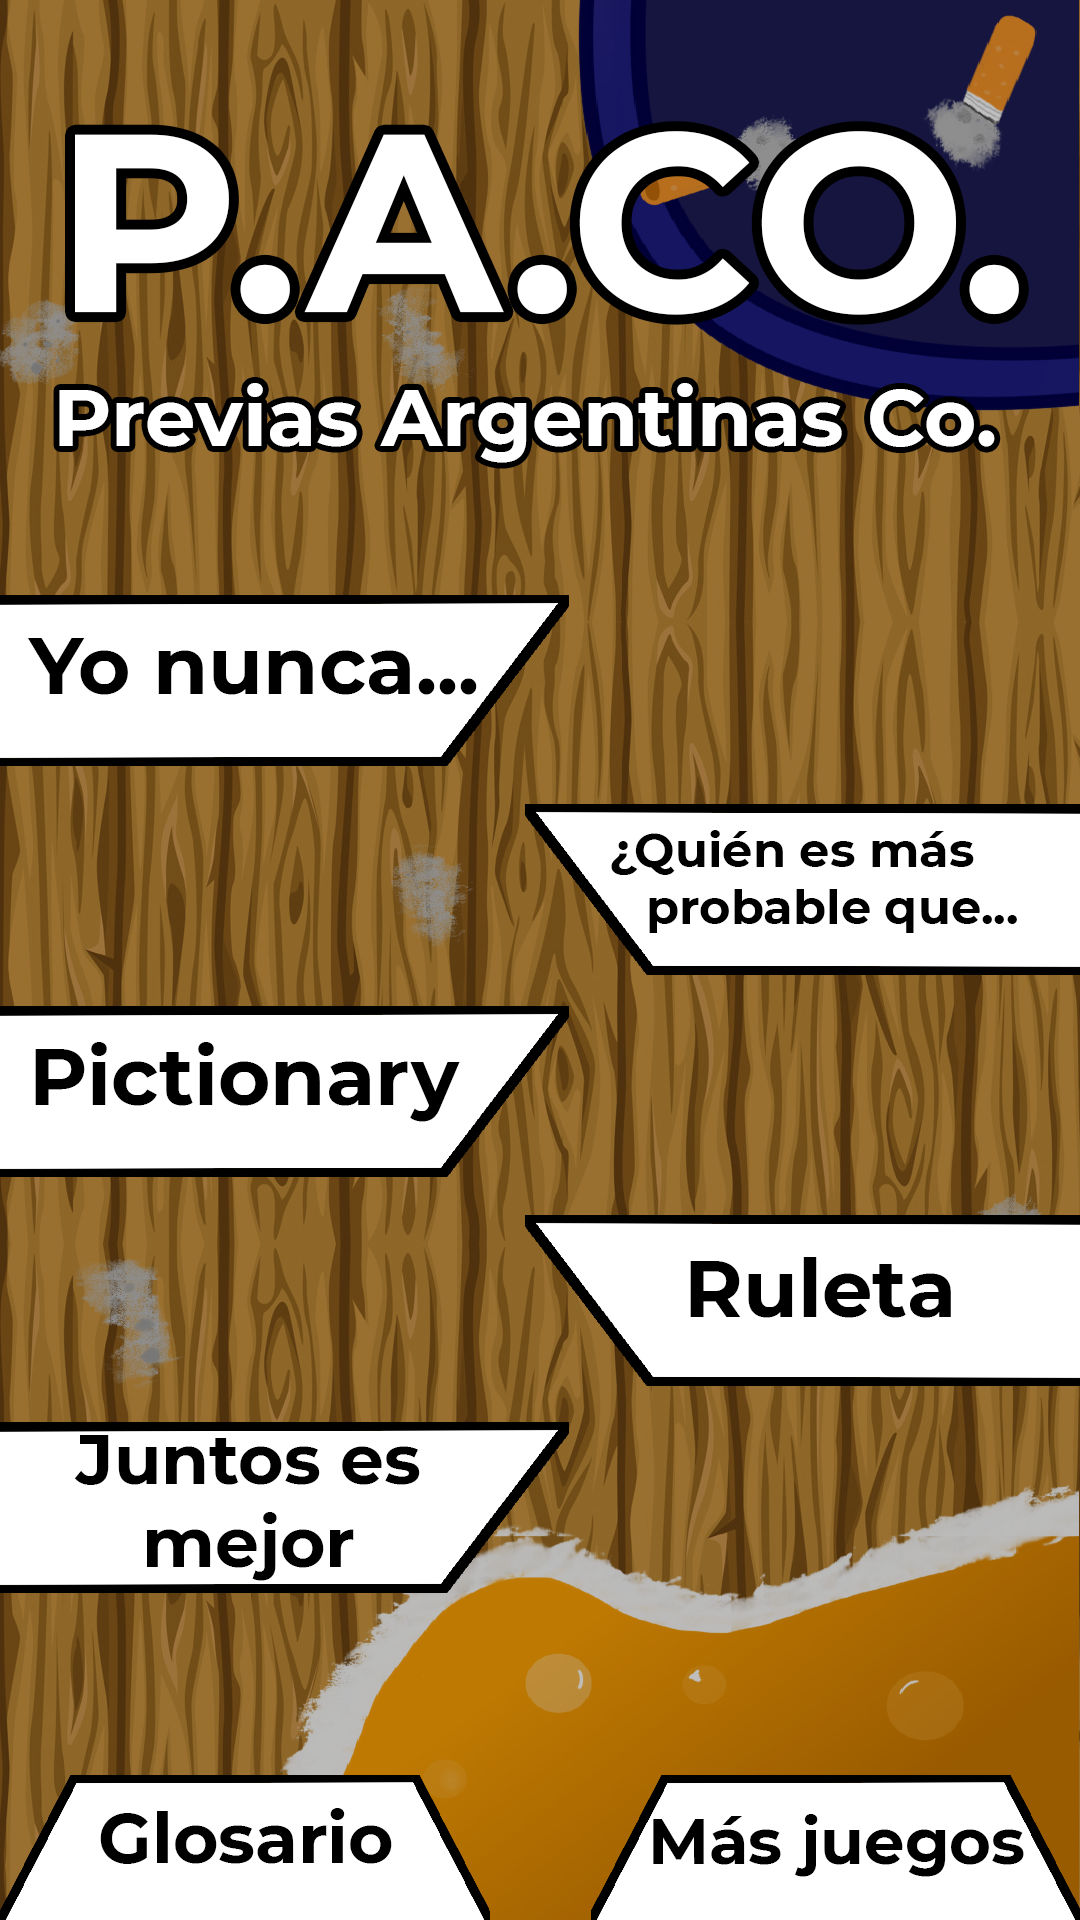 P.A.CO.
Previas Argentinas Co.
Yo nunca...
¿Quién es más
probable que...
Pictionary
Ruleta
Juntos es
mejor
Glosario
Más juegos